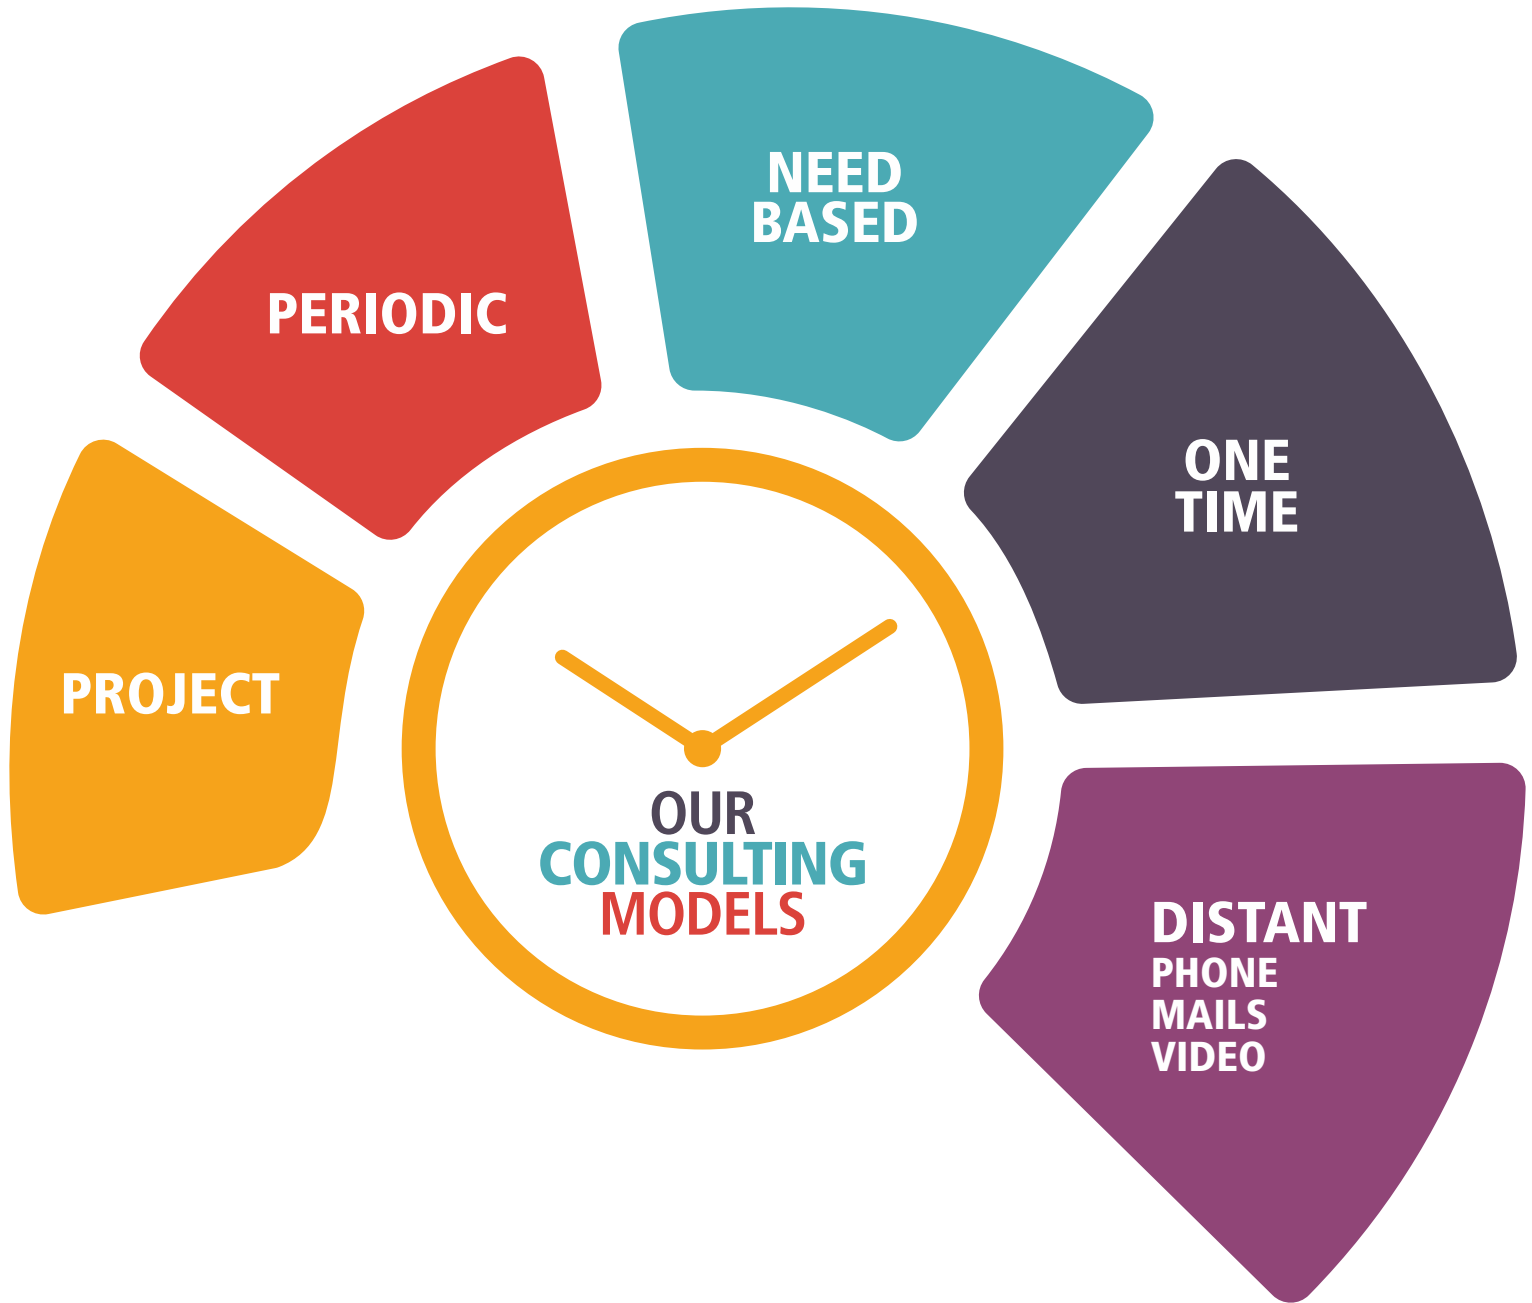 NEED
BASED
PERIODIC
ONE
TIME
PROJECT
OUR
CONSULTING
MODELS
DISTANT
PHONE
MAILS
VIDEO